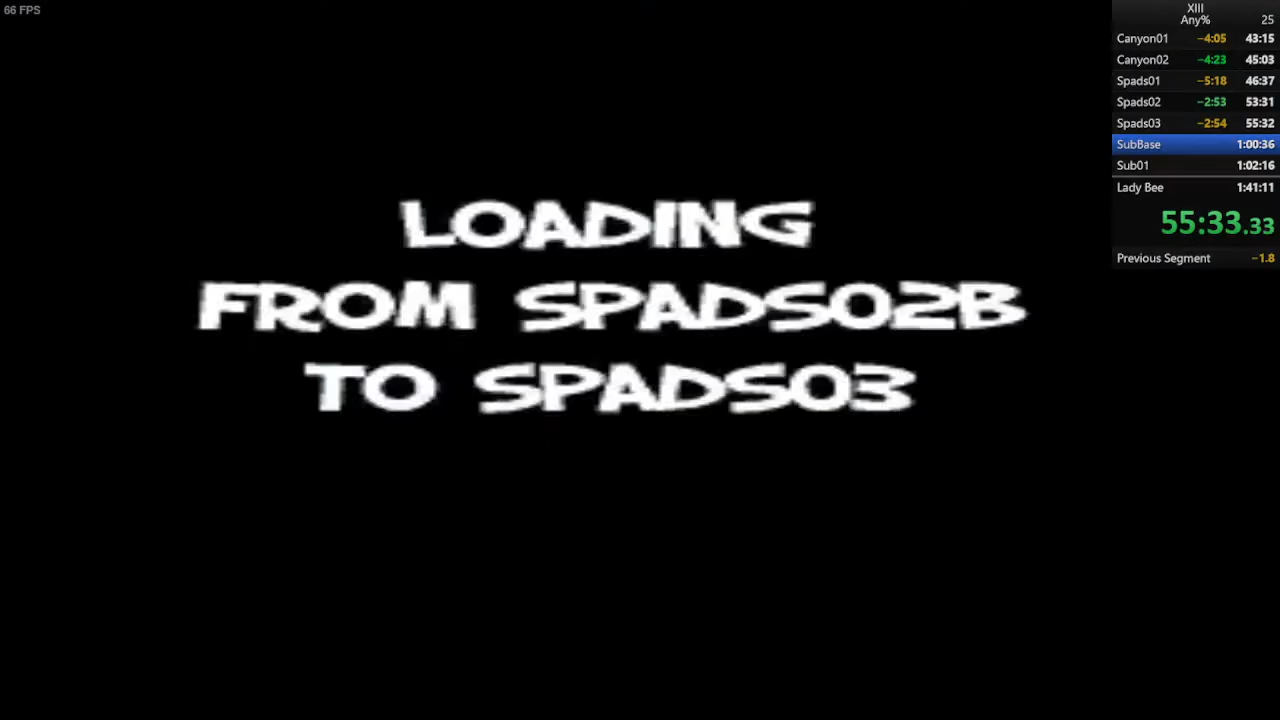 66 FPS
XIII
Any% 25
Canyon01 −4:05 43:15
Canyon02 −4:23 45:03
Spads01 −5:18 46:37
Spads02 −2:53 53:31
Spads03 −2:54 55:32
SubBase 1:00:36
Sub01 1:02:16
Lady Bee 1:41:11
55:33.33
Previous Segment −1.8
LOADING
FROM SPADS02B
TO SPADS03